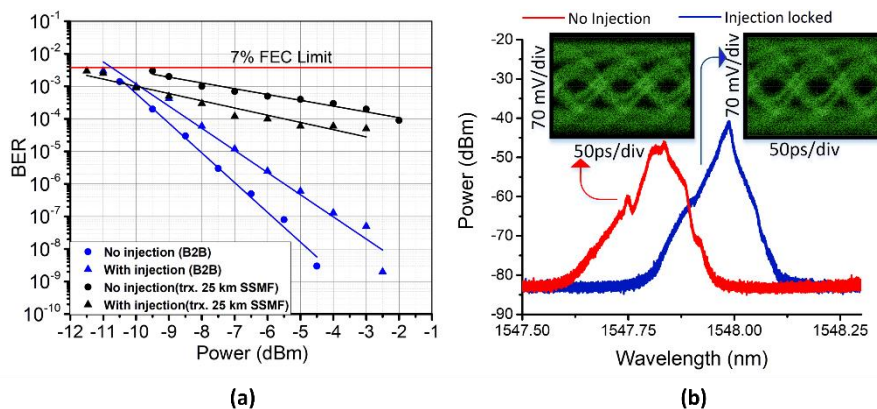 No Injection
Injection locked
10⁻¹
10⁻²
10⁻³
10⁻⁴
10⁻⁵
10⁻⁶
10⁻⁷
10⁻⁸
10⁻⁹
10⁻¹⁰
BER
7% FEC Limit
No injection (B2B)
With injection (B2B)
No injection(trx. 25 km SSMF)
With injection(trx. 25 km SSMF)
-12 -11 -10 -9 -8 -7 -6 -5 -4 -3 -2 -1
Power (dBm)
(a)
-20
-30
-40
-50
-60
-70
-80
-90
Power (dBm)
70 mV/div
50ps/div
70 mV/div
50ps/div
1547.50 1547.75 1548.00 1548.25
Wavelength (nm)
(b)